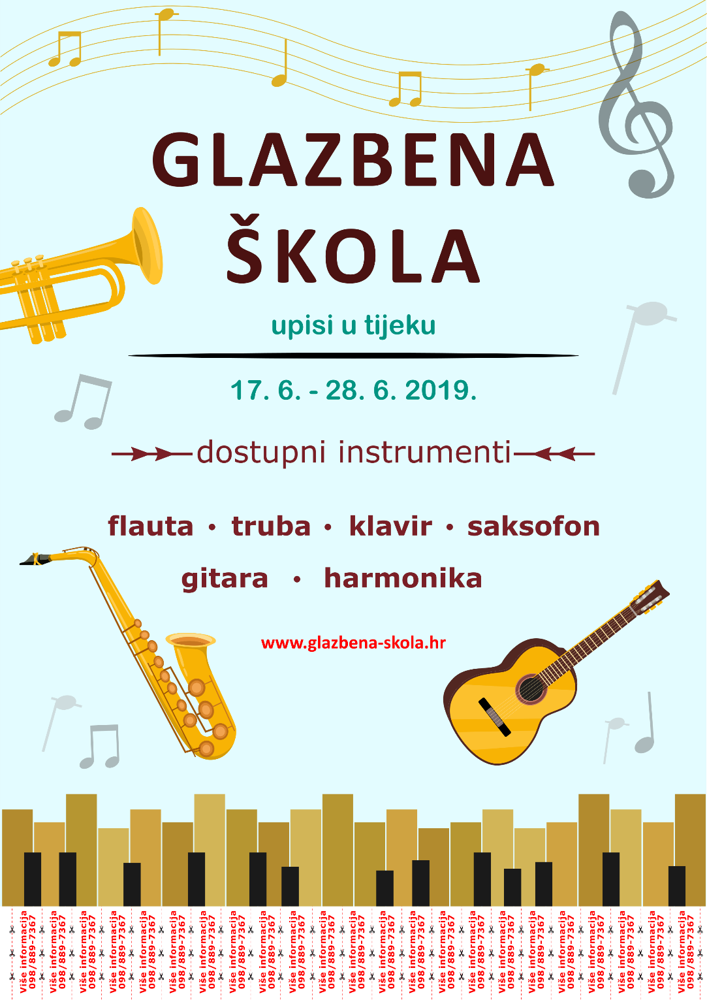 GLAZBENA
ŠKOLA
upisi u tijeku
17. 6. - 28. 6. 2019.
dostupni instrumenti
flauta • truba • klavir • saksofon
gitara • harmonika
www.glazbena-skola.hr
više informacija
098/889-7367
više informacija
098/889-7367
više informacija
098/889-7367
više informacija
098/889-7367
više informacija
098/889-7367
više informacija
098/889-7367
više informacija
098/889-7367
više informacija
098/889-7367
više informacija
098/889-7367
više informacija
098/889-7367
više informacija
098/889-7367
više informacija
098/889-7367
više informacija
098/889-7367
više informacija
098/889-7367
više informacija
098/889-7367
više informacija
098/889-7367
više informacija
098/889-7367
više informacija
098/889-7367
više informacija
098/889-7367
više informacija
098/889-7367
više informacija
098/889-7367
više informacija
098/889-7367
više informacija
098/889-7367